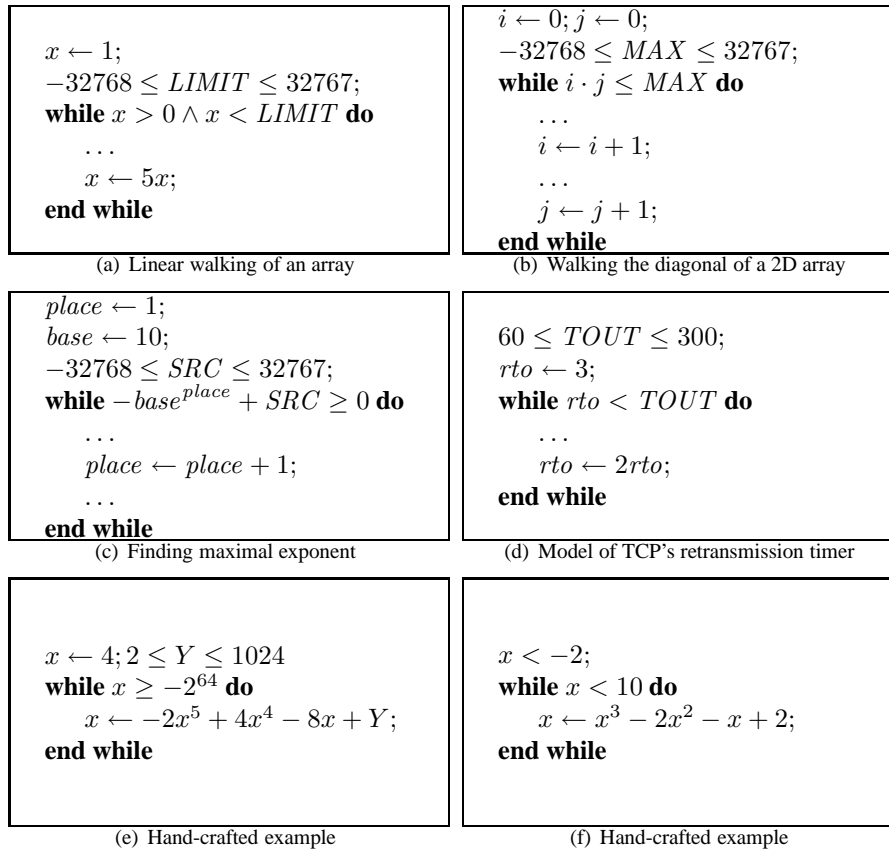 x ← 1;
−32768 ≤ LIMIT ≤ 32767;
while x > 0 ∧ x < LIMIT do
...
x ← 5x;
end while
(a) Linear walking of an array
i ← 0; j ← 0;
−32768 ≤ MAX ≤ 32767;
while i · j ≤ MAX do
...
i ← i + 1;
...
j ← j + 1;
end while
(b) Walking the diagonal of a 2D array
place ← 1;
base ← 10;
−32768 ≤ SRC ≤ 32767;
while −base^place + SRC ≥ 0 do
...
place ← place + 1;
...
end while
(c) Finding maximal exponent
60 ≤ TOUT ≤ 300;
rto ← 3;
while rto < TOUT do
...
rto ← 2rto;
end while
(d) Model of TCP's retransmission timer
x ← 4; 2 ≤ Y ≤ 1024
while x ≥ −2^64 do
x ← −2x^5 + 4x^4 − 8x + Y;
end while
(e) Hand-crafted example
x < −2;
while x < 10 do
x ← x^3 − 2x^2 − x + 2;
end while
(f) Hand-crafted example